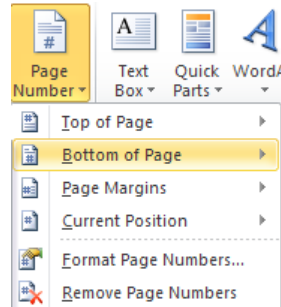 Page Number
Text Box
Quick Parts
WordA
A
#
Top of Page
Bottom of Page
Page Margins
Current Position
Format Page Numbers...
Remove Page Numbers